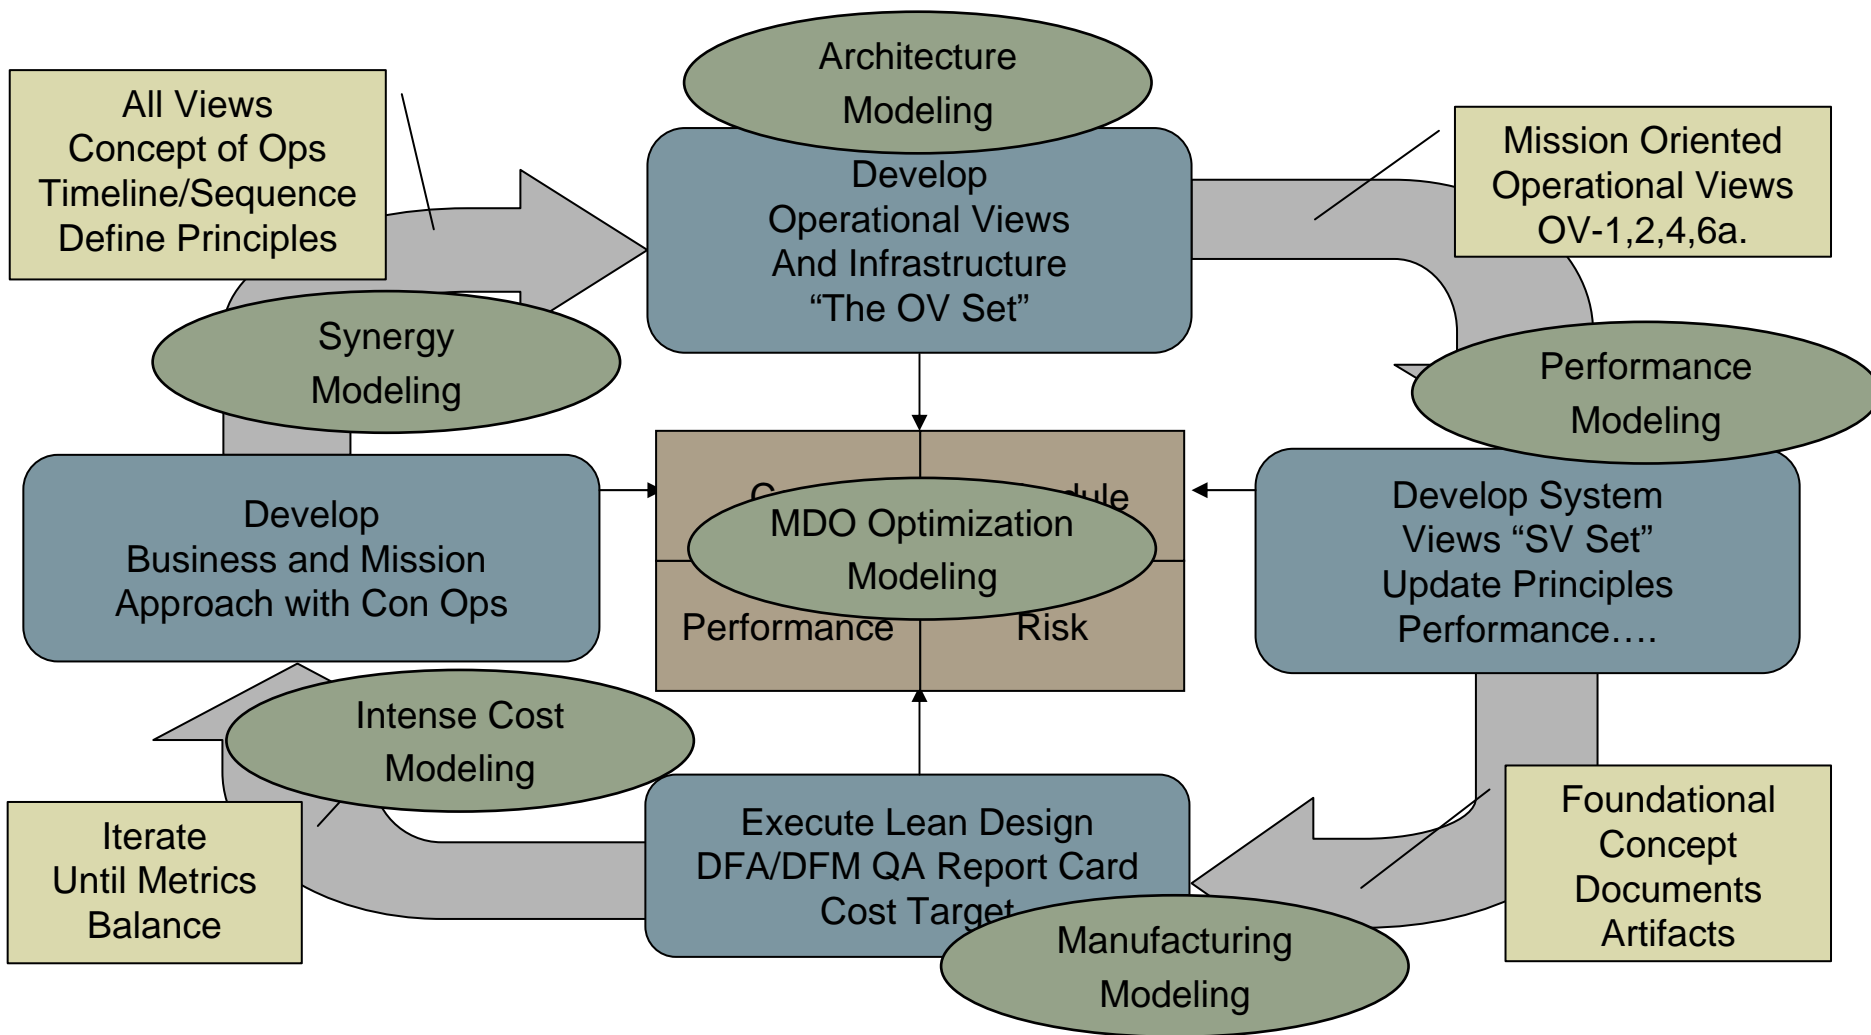 Architecture
Modeling
All Views
Concept of Ops
Timeline/Sequence
Define Principles
Develop
Operational Views
And Infrastructure
“The OV Set”
Mission Oriented
Operational Views
OV-1,2,4,6a.
Synergy
Modeling
Performance
Modeling
Develop
Business and Mission
Approach with Con Ops
MDO Optimization
Modeling
Performance
Risk
Develop System
Views “SV Set”
Update Principles
Performance….
Intense Cost
Modeling
Iterate
Until Metrics
Balance
Execute Lean Design
DFA/DFM QA Report Card
Cost Target
Manufacturing
Modeling
Foundational
Concept
Documents
Artifacts